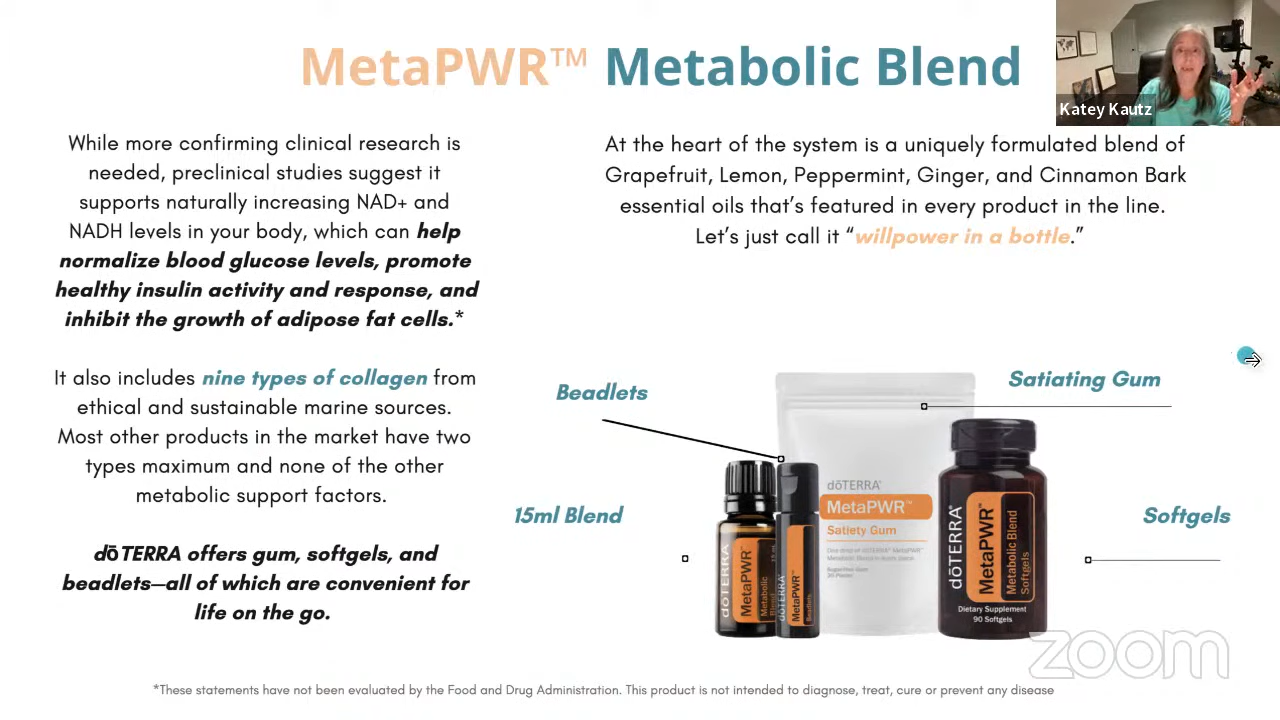 MetaPWR™ Metabolic Blend
Katey Kautz
While more confirming clinical research is
needed, preclinical studies suggest it
supports naturally increasing NAD+ and
NADH levels in your body, which can help
normalize blood glucose levels, promote
healthy insulin activity and response, and
inhibit the growth of adipose fat cells.*
It also includes nine types of collagen from
ethical and sustainable marine sources.
Most other products in the market have two
types maximum and none of the other
metabolic support factors.
dōTERRA offers gum, softgels, and
beadlets—all of which are convenient for
life on the go.
At the heart of the system is a uniquely formulated blend of
Grapefruit, Lemon, Peppermint, Ginger, and Cinnamon Bark
essential oils that's featured in every product in the line.
Let's just call it “willpower in a bottle.”
Beadlets
Satiating Gum
15ml Blend
Softgels
dōTERRA
MetaPWR™
Metabolic
dōTERRA
MetaPWR™
Beadlets
dōTERRA
MetaPWR™
Satiety Gum
dōTERRA
MetaPWR™
Metabolic Blend
Softgels
Dietary Supplement
90 Softgels
zoom
*These statements have not been evaluated by the Food and Drug Administration. This product is not intended to diagnose, treat, cure or prevent any disease